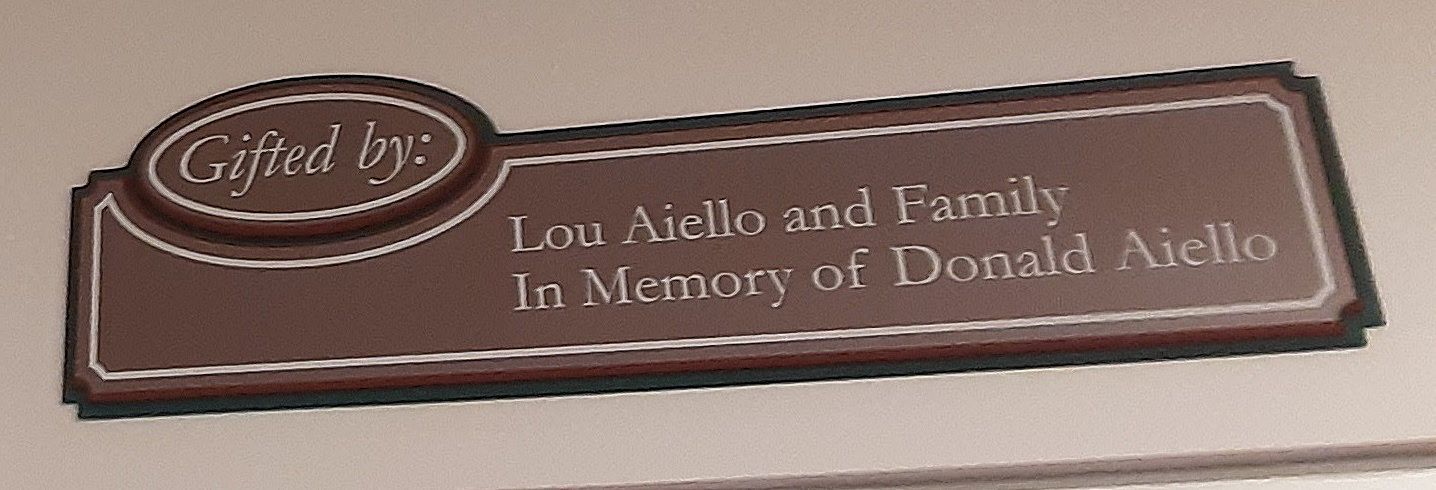 Gifted by:
Lou Aiello and Family
In Memory of Donald Aiello